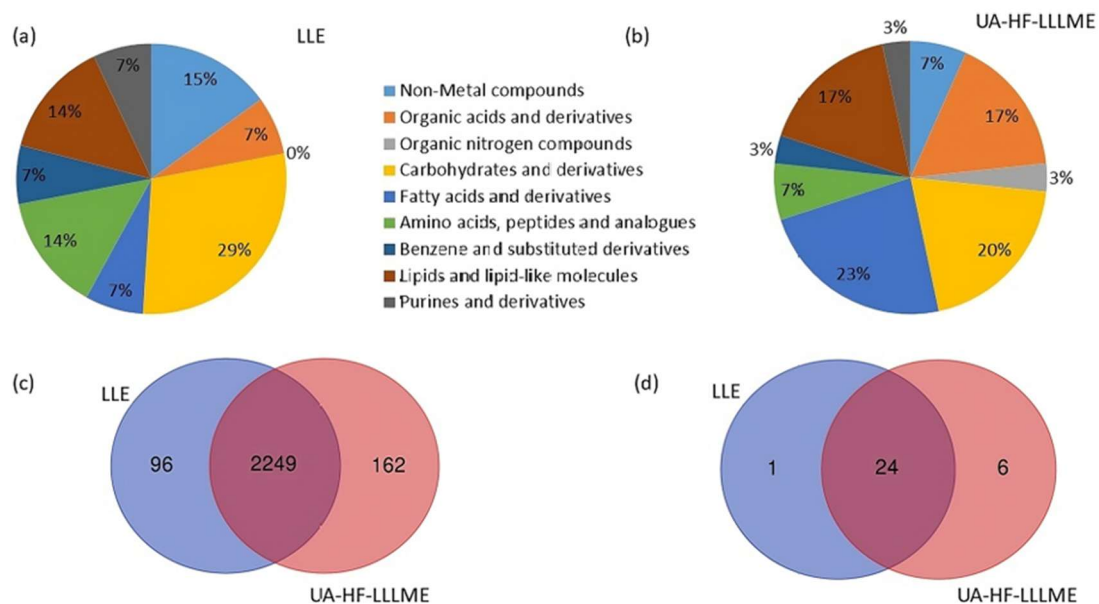 (a)
LLE
15%
7%
0%
29%
7%
14%
7%
14%
7%
Non-Metal compounds
Organic acids and derivatives
Organic nitrogen compounds
Carbohydrates and derivatives
Fatty acids and derivatives
Amino acids, peptides and analogues
Benzene and substituted derivatives
Lipids and lipid-like molecules
Purines and derivatives
(b)
UA-HF-LLLME
7%
17%
3%
20%
23%
7%
3%
17%
3%
(c)
LLE
96
2249
162
UA-HF-LLLME
(d)
LLE
1
24
6
UA-HF-LLLME